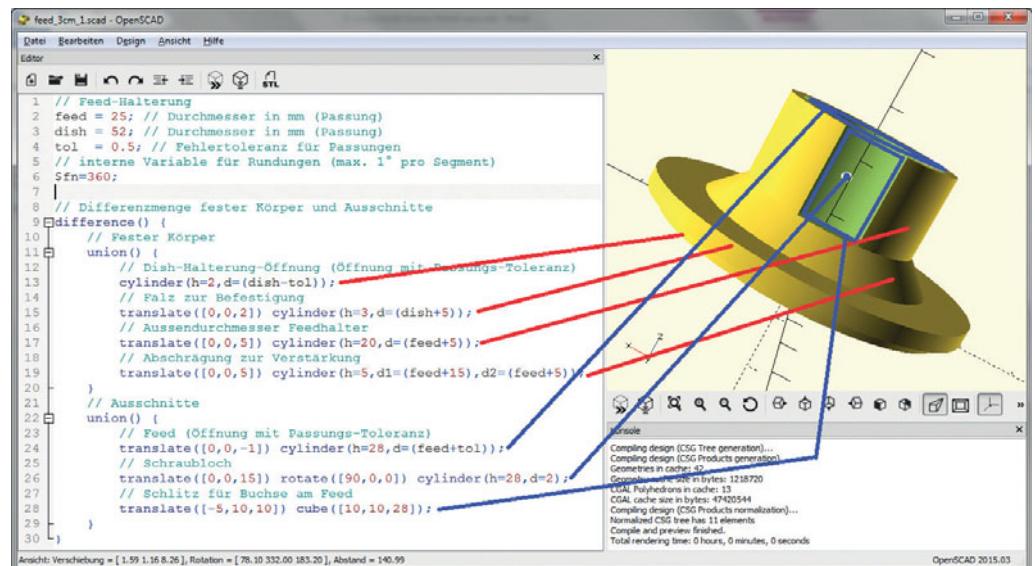 feed_3cm_1.scad - OpenSCAD
Datei Bearbeiten Design Ansicht Hilfe
Editor
STL
1 // Feed-Halterung
2 feed = 25; // Durchmesser in mm (Passung)
3 dish = 52; // Durchmesser in mm (Passung)
4 tol = 0.5; // Fehlertoleranz für Passungen
5 // interne Variable für Rundungen (max. 1° pro Segment)
6 $fn=360;
7
8 // Differenzmenge fester Körper und Ausschnitte
9 difference() {
10 // Fester Körper
11 union() {
12 // Dish-Halterung-Öffnung (Öffnung mit Passungs-Toleranz)
13 cylinder(h=2,d=(dish-tol));
14 // Falz zur Befestigung
15 translate([0,0,2]) cylinder(h=3,d=(dish+5));
16 // Aussendurchmesser Feedhalter
17 translate([0,0,5]) cylinder(h=20,d=(feed+5));
18 // Abschrägung zur Verstärkung
19 translate([0,0,5]) cylinder(h=5,d1=(feed+15),d2=(feed+5));
20 }
21 // Ausschnitte
22 union() {
23 // Feed (Öffnung mit Passungs-Toleranz)
24 translate([0,0,-1]) cylinder(h=28,d=(feed+tol));
25 // Schraubloch
26 translate([0,0,15]) rotate([90,0,0]) cylinder(h=28,d=2);
27 // Schlitz für Buchse am Feed
28 translate([-5,10,10]) cube([10,10,28]);
29 }
30 }
x
z
Konsole
Compiling design (CSG Tree generation)...
Compiling design (CSG Products generation)...
Geometries in cache: 42
Geometry cache size in bytes: 1218720
CGAL Polyhedrons in cache: 13
CGAL cache size in bytes: 47420544
Compiling design (CSG Products normalization)...
Normalized CSG tree has 11 elements
Compile and preview finished.
Total rendering time: 0 hours, 0 minutes, 0 seconds
Ansicht: Verschiebung = [ 1.59 1.16 8.26 ], Rotation = [ 78.10 332.00 183.20 ], Abstand = 140.99
OpenSCAD 2015.03